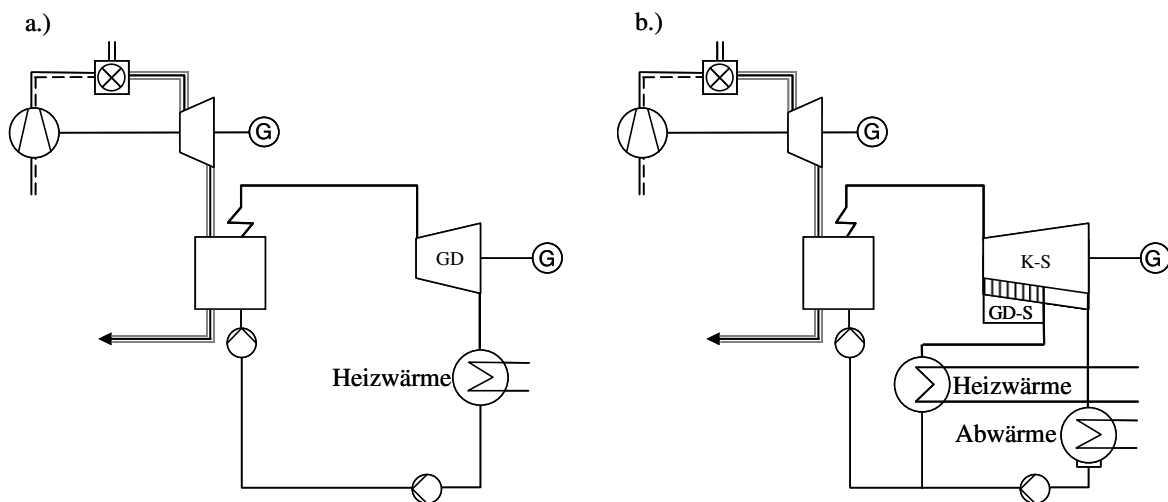 a.)
b.)
G
G
GD
G
K-S
G
GD-S
Heizwärme
Heizwärme
Abwärme